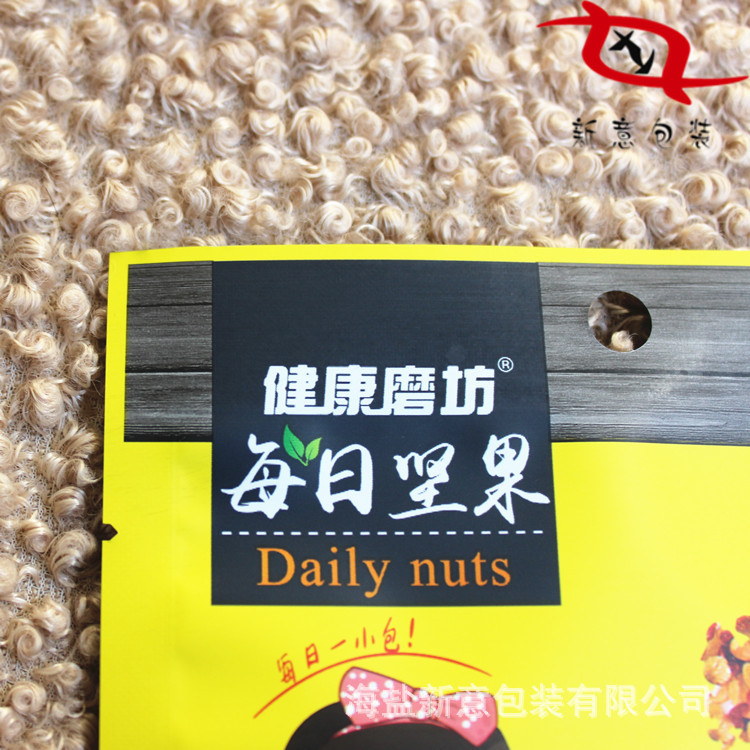 XY
新意包装
健康磨坊®
每日坚果
Daily nuts
每日一小包!
海盐新意包装有限公司